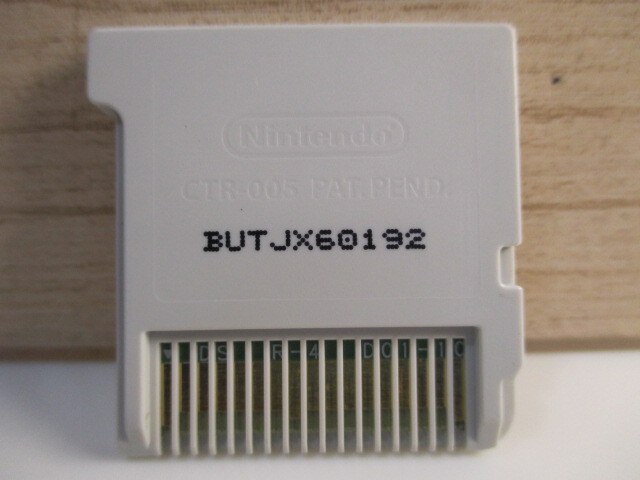 Nintendo®
CTR-005 PAT.PEND.
BUTJX60192